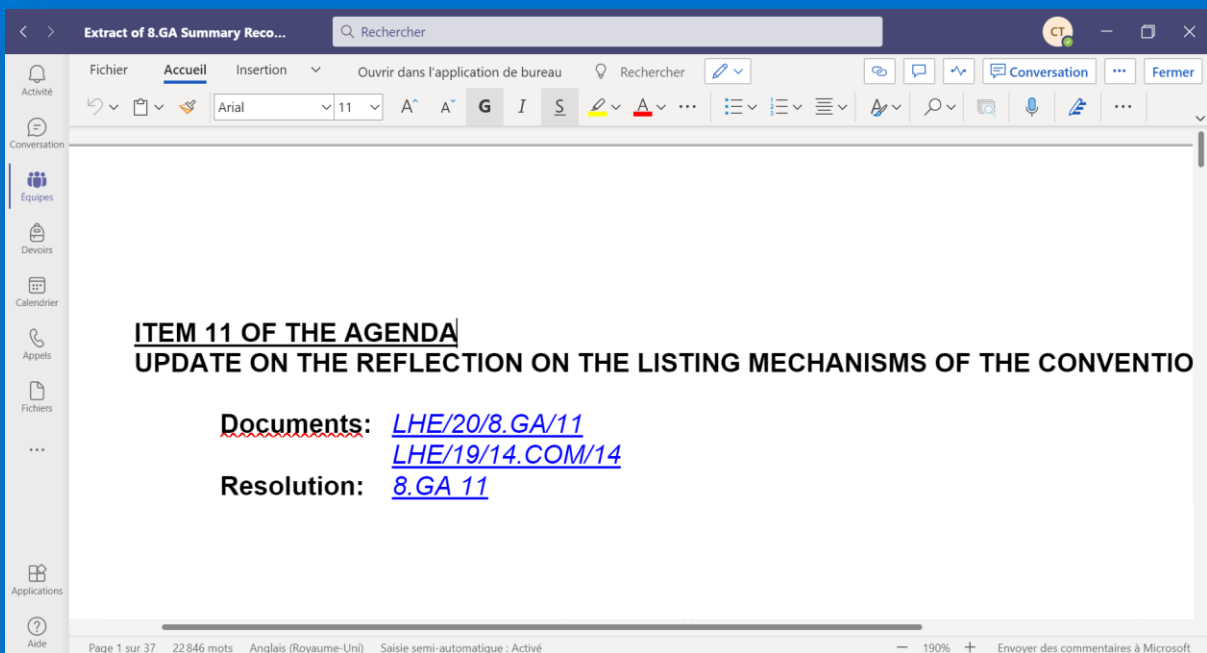 Extract of 8.GA Summary Reco...
Rechercher
CT
Fichier Accueil Insertion Ouvrir dans l'application de bureau Rechercher Conversation Fermer
Arial 11 A A G I S A
Activité
Conversation
Équipes
Devoirs
Calendrier
Appels
Fichiers
Applications
Aide
ITEM 11 OF THE AGENDA
UPDATE ON THE REFLECTION ON THE LISTING MECHANISMS OF THE CONVENTIO
Documents: LHE/20/8.GA/11
LHE/19/14.COM/14
Resolution: 8.GA 11
Page 1 sur 37 22 846 mots Anglais (Royaume-Uni) Saisie semi-automatique : Activé 190% Envoyer des commentaires à Microsoft